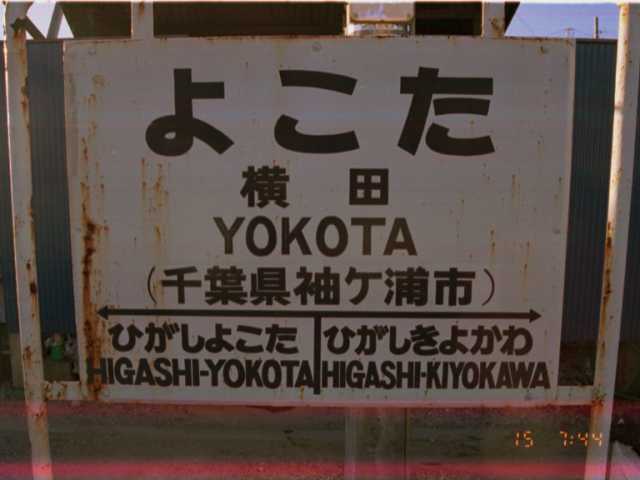 よこた
横田
YOKOTA
(千葉県袖ケ浦市)
ひがしよこた ひがしきよかわ
HIGASHI-YOKOTA HIGASHI-KIYOKAWA
15 7:44